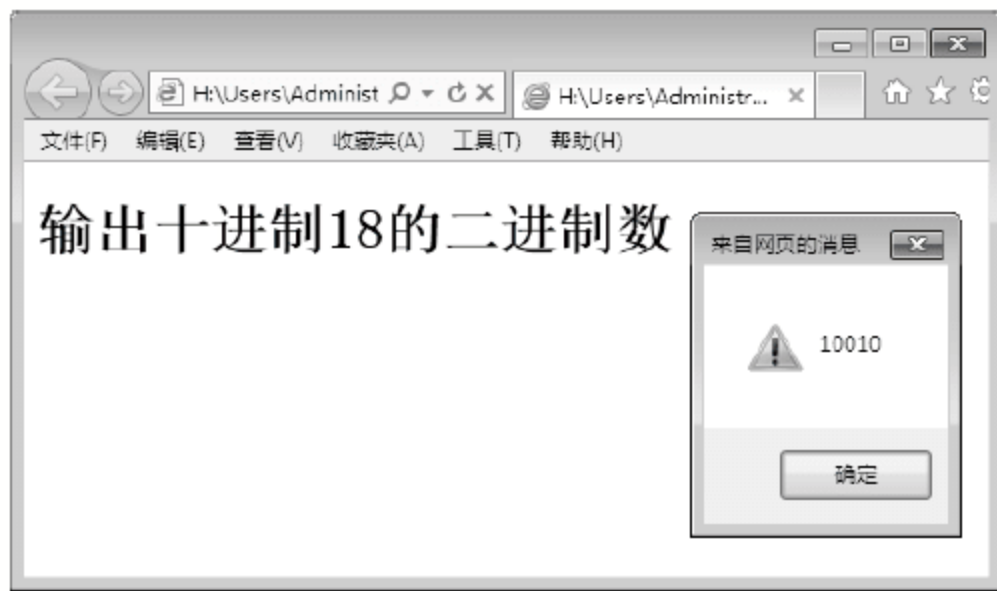 H:\Users\Administ
H:\Users\Administr...
文件(F) 编辑(E) 查看(V) 收藏夹(A) 工具(T) 帮助(H)
输出十进制18的二进制数
来自网页的消息
10010
确定